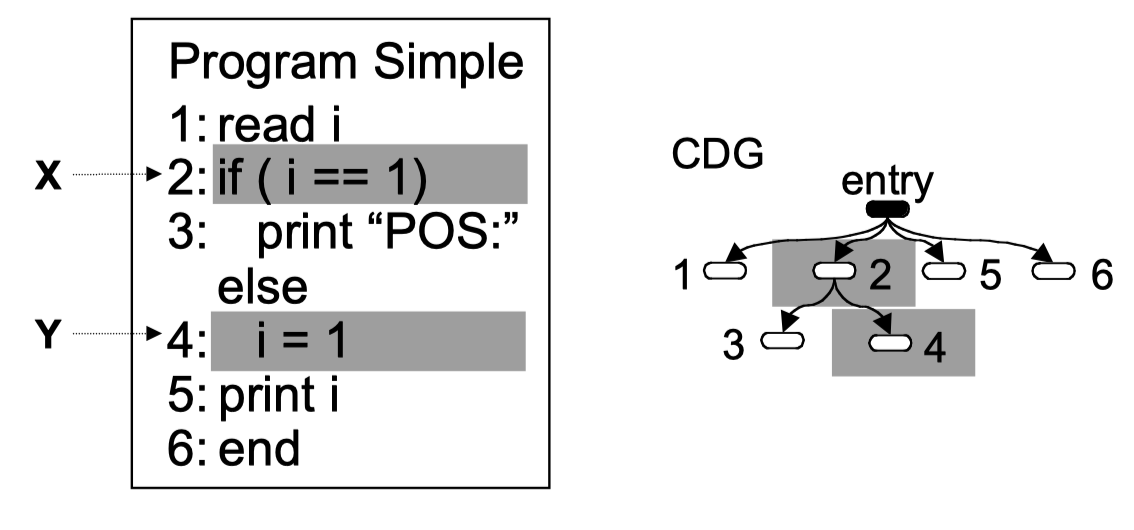 Program Simple
1: read i
X
2: if ( i == 1)
3: print “POS:”
else
Y
4: i = 1
5: print i
6: end
CDG
entry
1 2 5 6
3 4